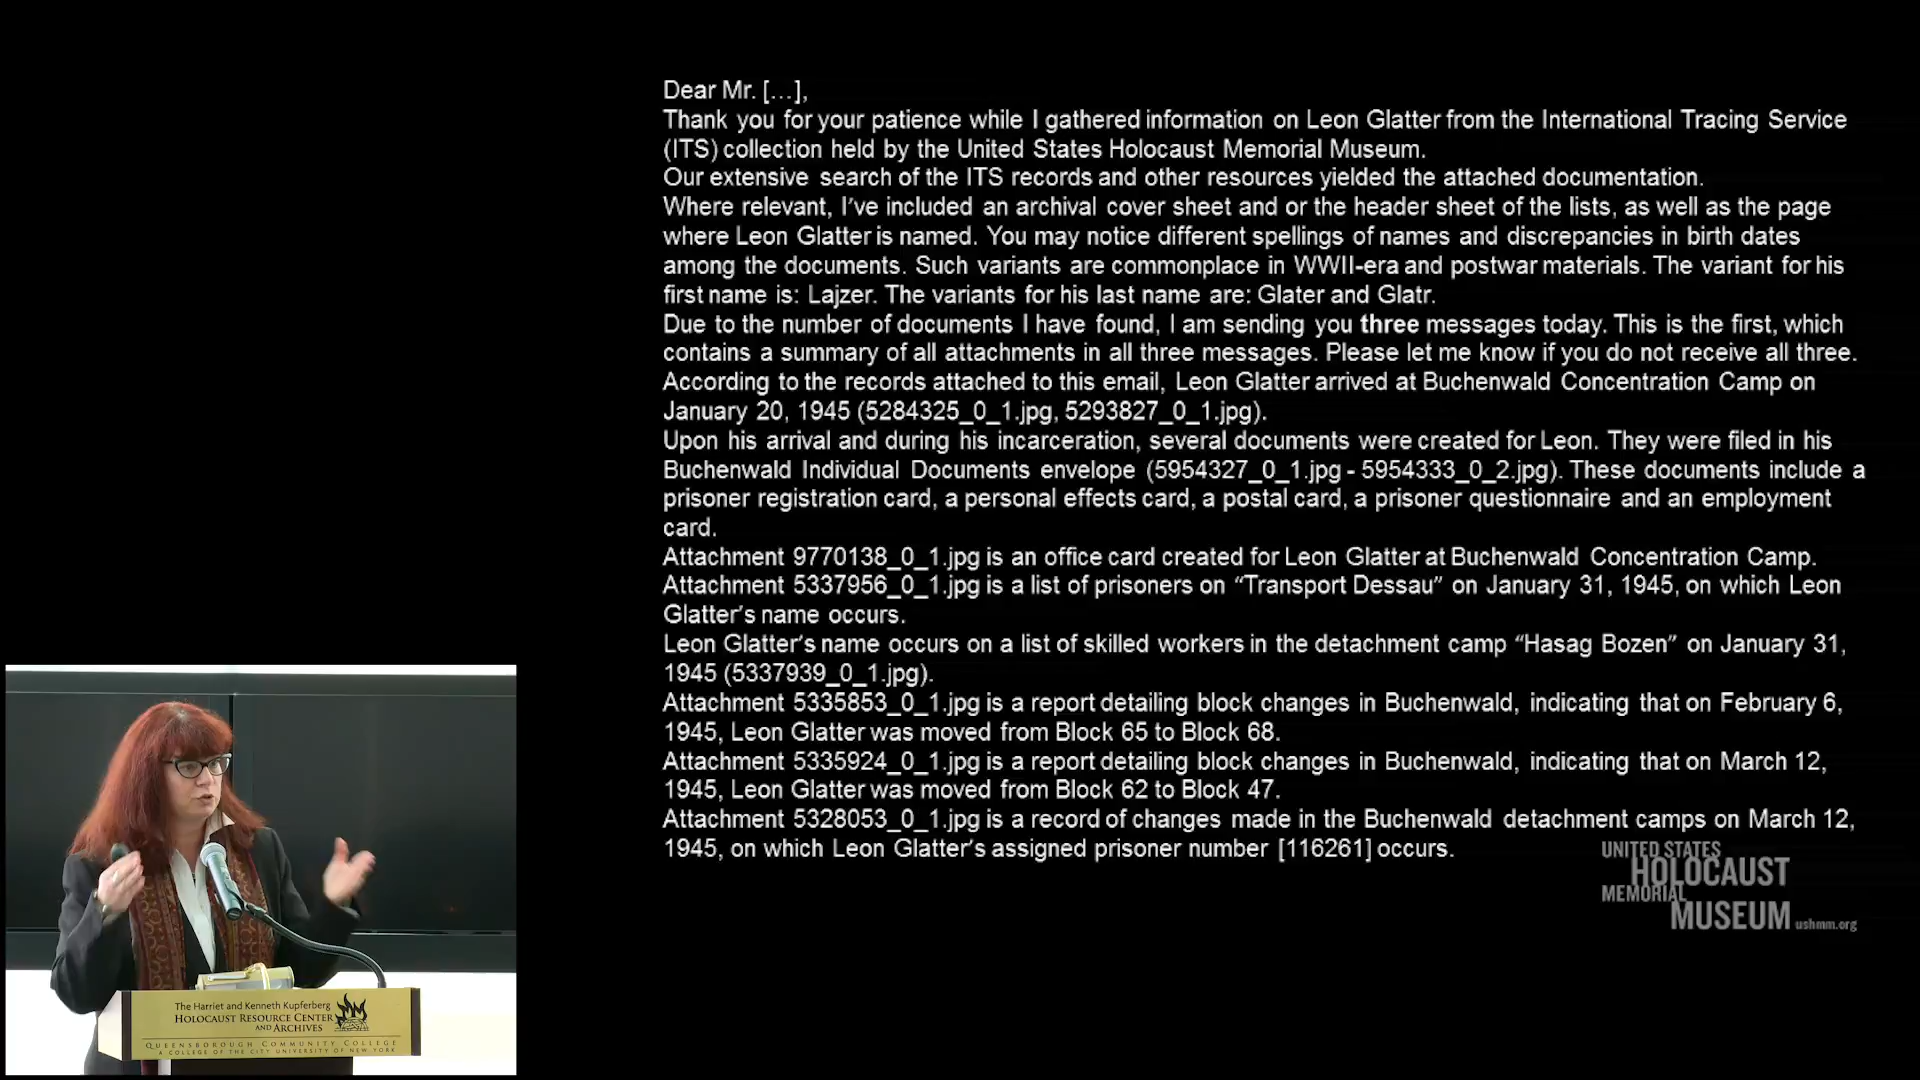 Dear Mr. […],
Thank you for your patience while I gathered information on Leon Glatter from the International Tracing Service
(ITS) collection held by the United States Holocaust Memorial Museum.
Our extensive search of the ITS records and other resources yielded the attached documentation.
Where relevant, I've included an archival cover sheet and or the header sheet of the lists, as well as the page
where Leon Glatter is named. You may notice different spellings of names and discrepancies in birth dates
among the documents. Such variants are commonplace in WWII-era and postwar materials. The variant for his
first name is: Lajzer. The variants for his last name are: Glater and Glatr.
Due to the number of documents I have found, I am sending you three messages today. This is the first, which
contains a summary of all attachments in all three messages. Please let me know if you do not receive all three.
According to the records attached to this email, Leon Glatter arrived at Buchenwald Concentration Camp on
January 20, 1945 (5284325_0_1.jpg, 5293827_0_1.jpg).
Upon his arrival and during his incarceration, several documents were created for Leon. They were filed in his
Buchenwald Individual Documents envelope (5954327_0_1.jpg - 5954333_0_2.jpg). These documents include a
prisoner registration card, a personal effects card, a postal card, a prisoner questionnaire and an employment
card.
Attachment 9770138_0_1.jpg is an office card created for Leon Glatter at Buchenwald Concentration Camp.
Attachment 5337956_0_1.jpg is a list of prisoners on “Transport Dessau” on January 31, 1945, on which Leon
Glatter's name occurs.
Leon Glatter's name occurs on a list of skilled workers in the detachment camp “Hasag Bozen” on January 31,
1945 (5337939_0_1.jpg).
Attachment 5335853_0_1.jpg is a report detailing block changes in Buchenwald, indicating that on February 6,
1945, Leon Glatter was moved from Block 65 to Block 68.
Attachment 5335924_0_1.jpg is a report detailing block changes in Buchenwald, indicating that on March 12,
1945, Leon Glatter was moved from Block 62 to Block 47.
Attachment 5328053_0_1.jpg is a record of changes made in the Buchenwald detachment camps on March 12,
1945, on which Leon Glatter's assigned prisoner number [116261] occurs.
UNITED STATES
HOLOCAUST
MEMORIAL
MUSEUM ushmm.org
The Harriet and Kenneth Kupferberg
HOLOCAUST RESOURCE CENTER
AND ARCHIVES
QUEENSBOROUGH COMMUNITY COLLEGE
A COLLEGE OF THE CITY UNIVERSITY OF NEW YORK